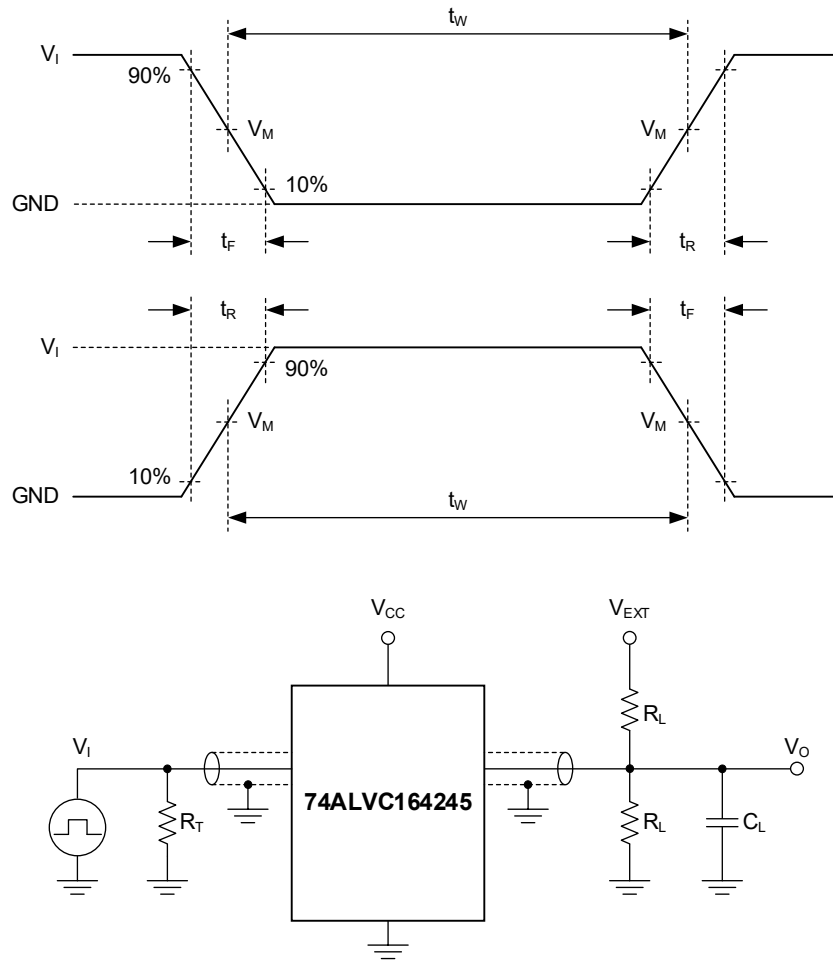 t_W
V_I
90%
V_M V_M
10%
GND
t_F t_R
t_R t_F
V_I
90%
V_M V_M
10%
GND
t_W
V_CC V_EXT
R_L
V_I V_O
74ALVC164245
R_T R_L C_L